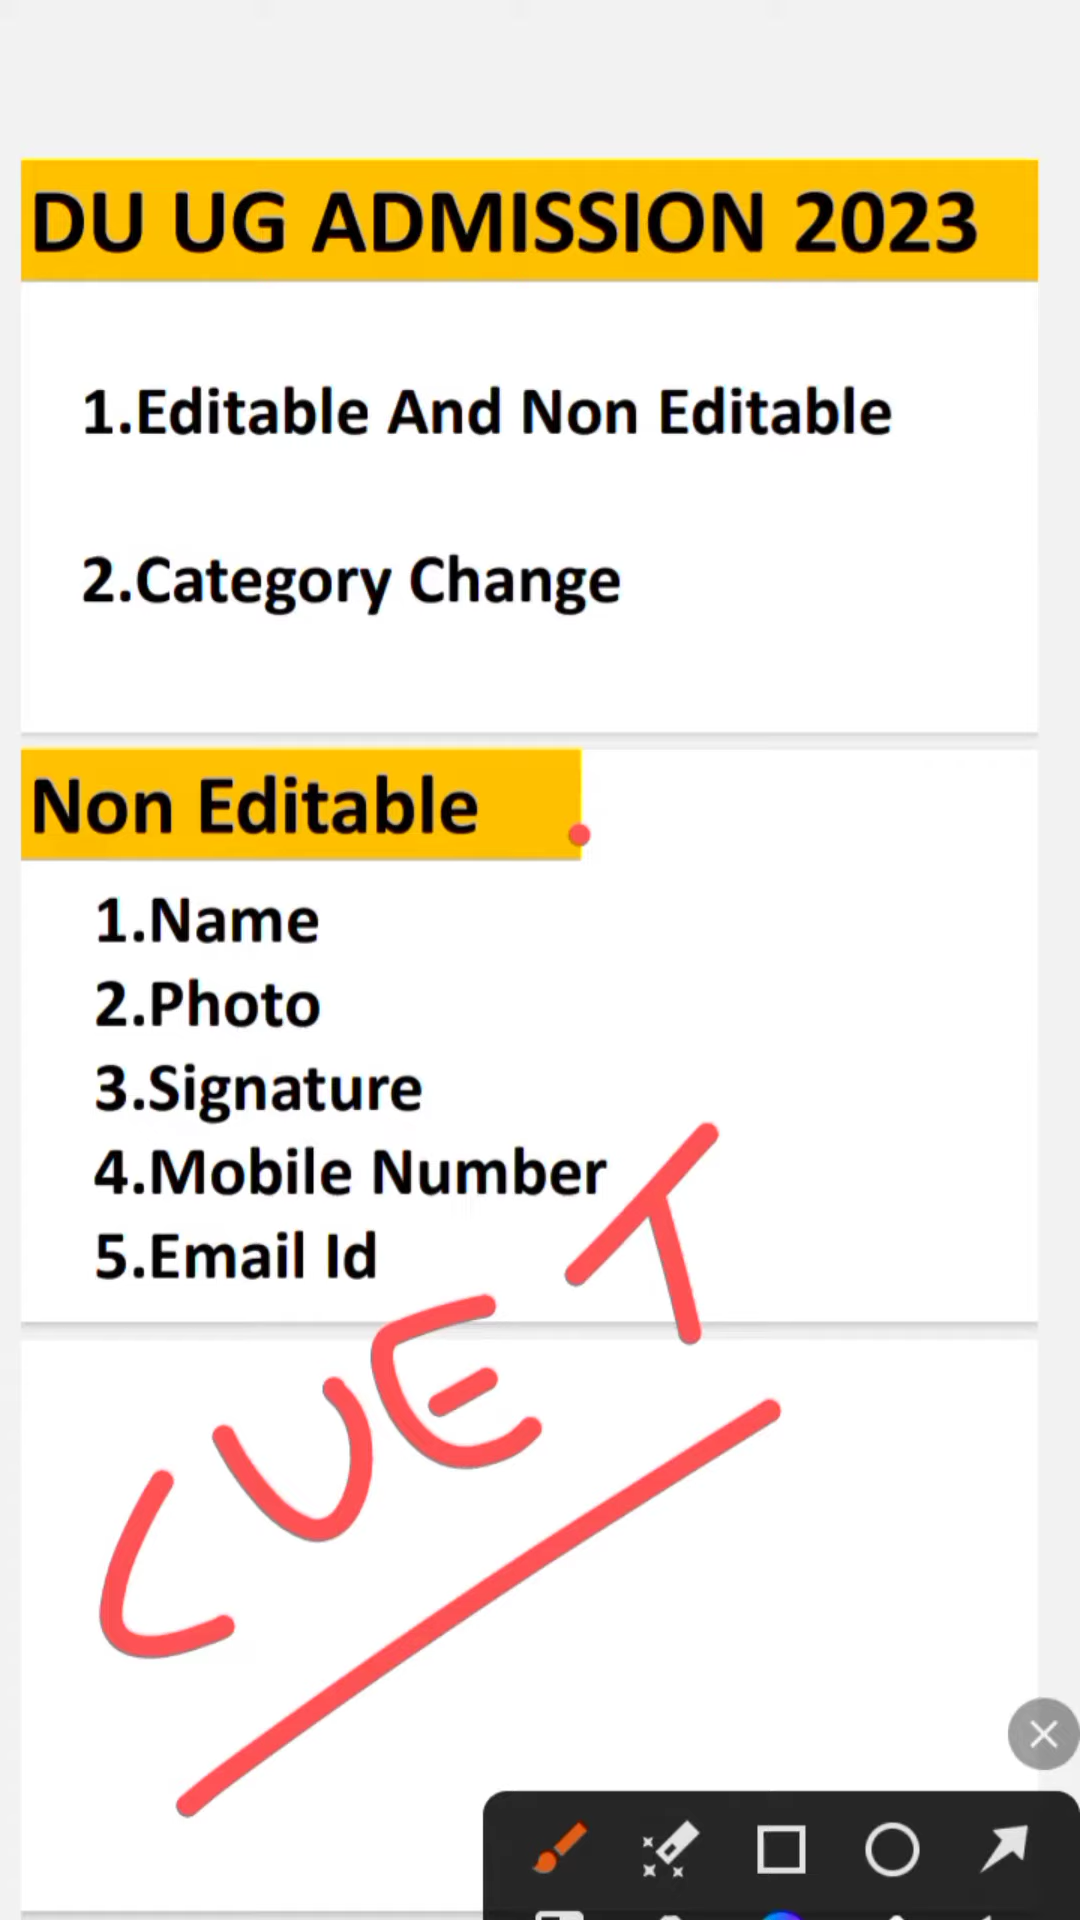 DU UG ADMISSION 2023
1.Editable And Non Editable
2.Category Change
Non Editable
1.Name
2.Photo
3.Signature
4.Mobile Number
5.Email Id
CUET